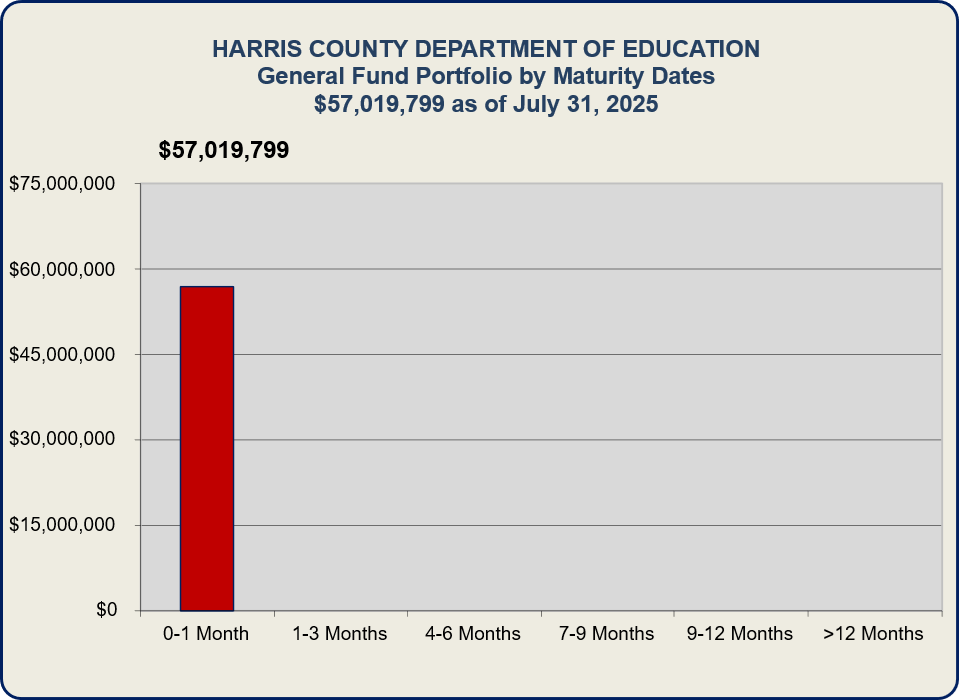 HARRIS COUNTY DEPARTMENT OF EDUCATION
General Fund Portfolio by Maturity Dates
$57,019,799 as of July 31, 2025
$57,019,799
$75,000,000
$60,000,000
$45,000,000
$30,000,000
$15,000,000
$0
0-1 Month
1-3 Months
4-6 Months
7-9 Months
9-12 Months
>12 Months